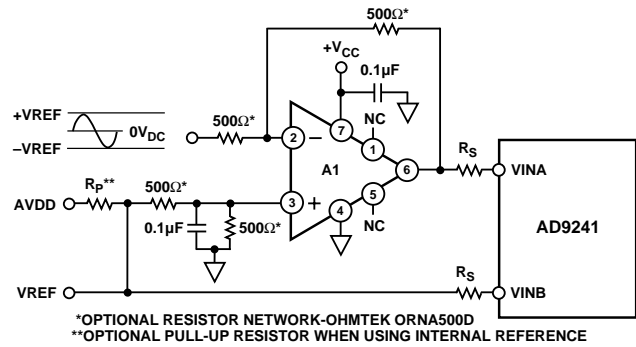 500Ω*
+VCC
0.1µF
+VREF
0VDC
–VREF
500Ω*
NC
2
–
7
1
A1
6
RS
VINA
RP**
500Ω*
AVDD
3
+
5
4
NC
0.1µF
500Ω*
AD9241
RS
VREF
VINB
*OPTIONAL RESISTOR NETWORK-OHMTEK ORNA500D
**OPTIONAL PULL-UP RESISTOR WHEN USING INTERNAL REFERENCE